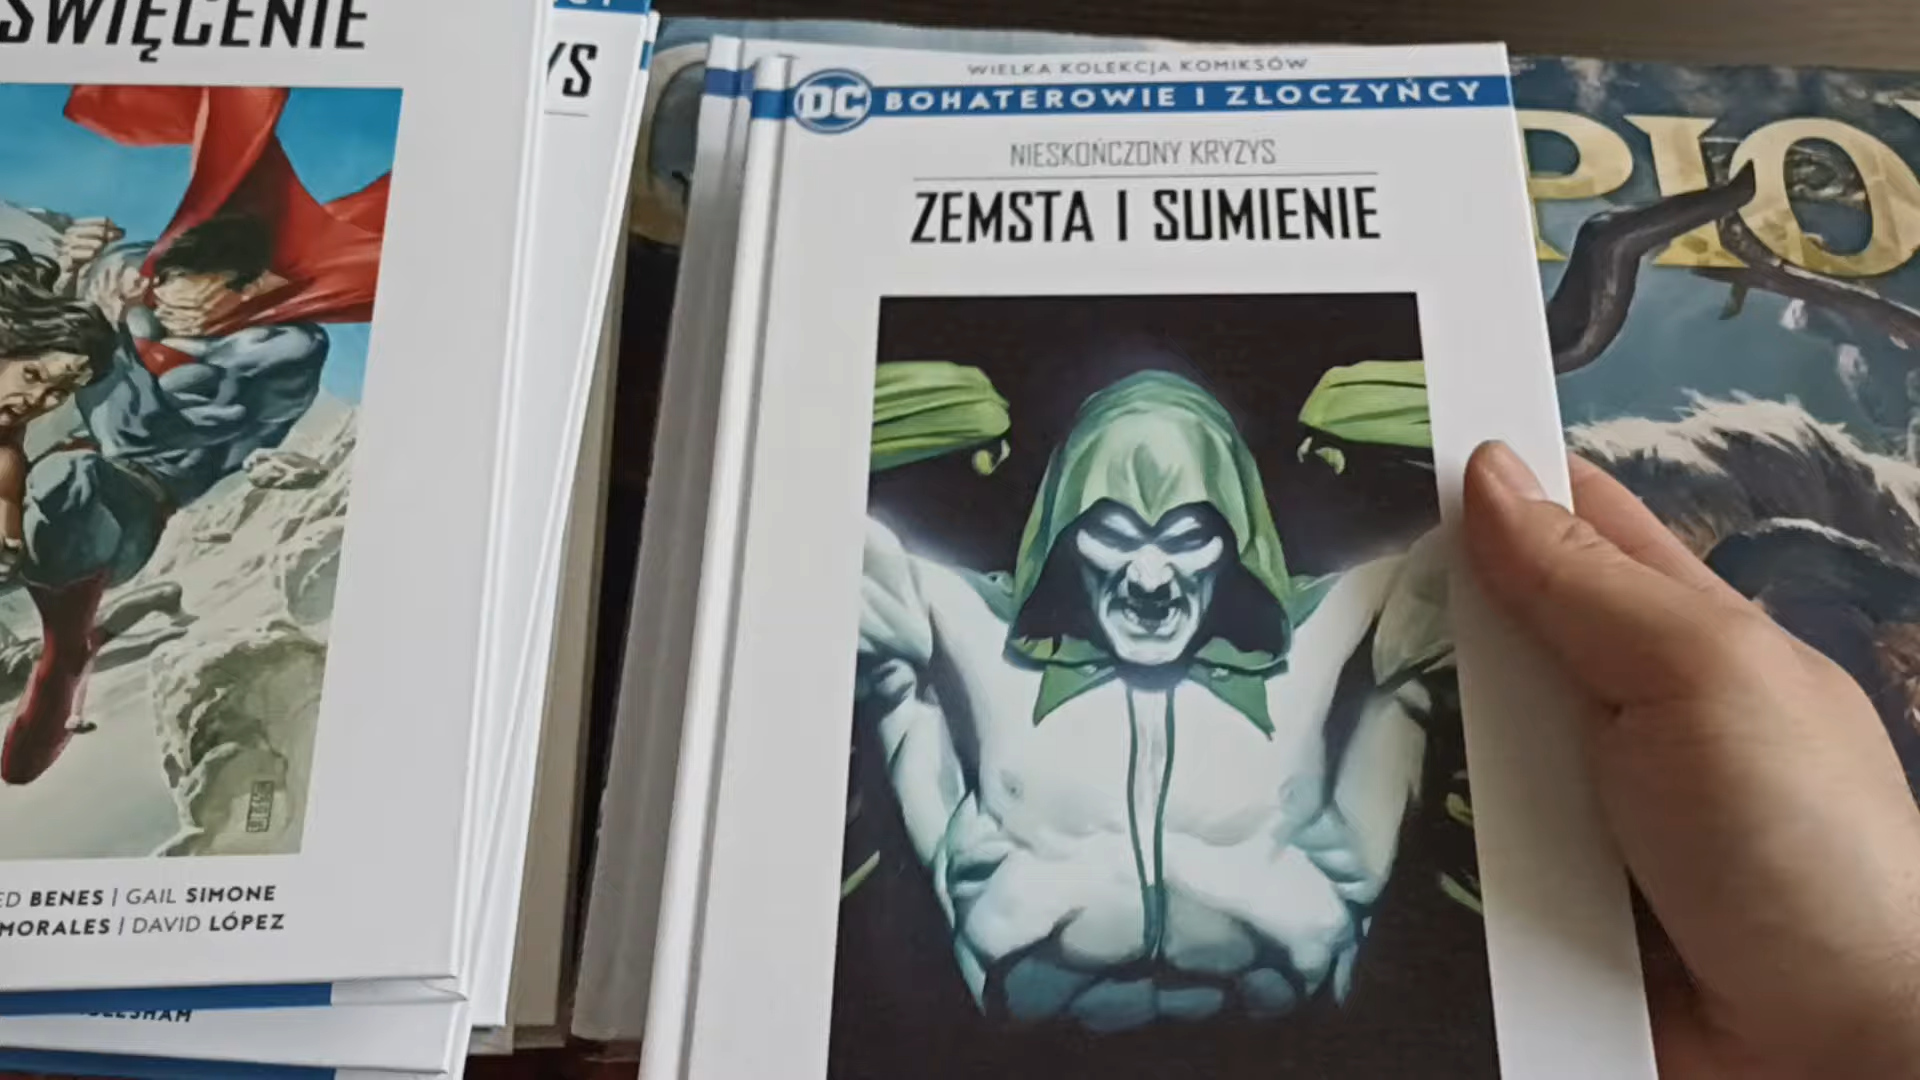 ŚWIĘCENIE
YS
ED BENES | GAIL SIMONE
MORALES | DAVID LÓPEZ
WIELKA KOLEKCJA KOMIKSÓW
DC BOHATEROWIE I ZŁOCZYŃCY
NIESKOŃCZONY KRYZYS
ZEMSTA I SUMIENIE
PIO